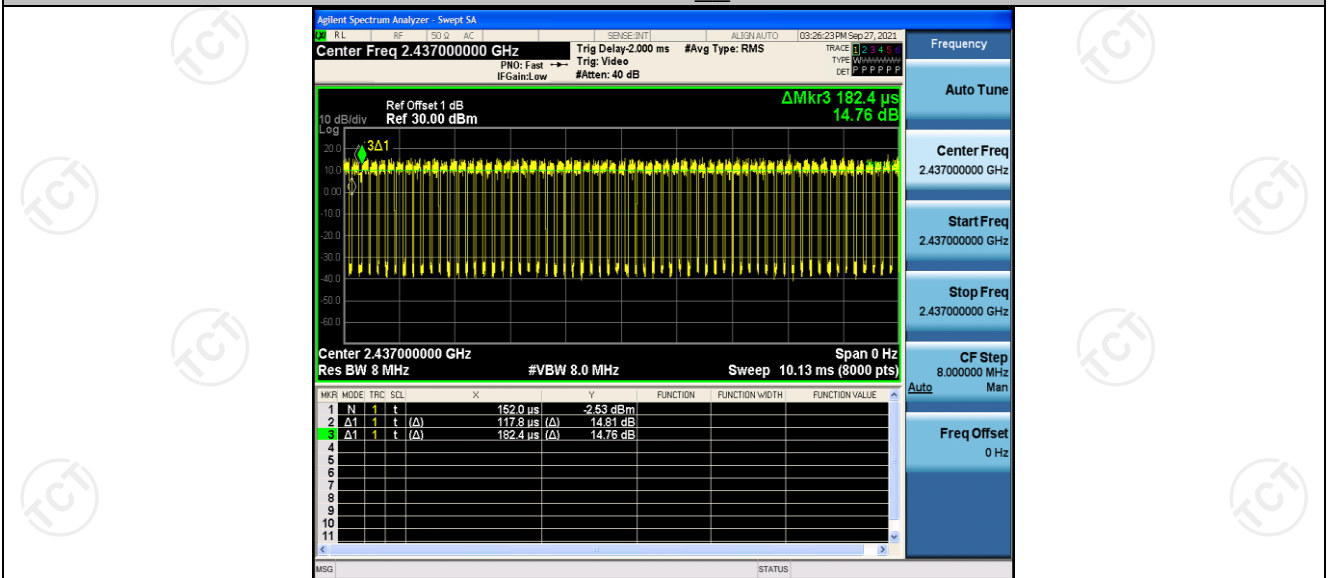 Agilent Spectrum Analyzer - Swept SA
RL RF 50 Ω AC SENSE:INT ALIGN AUTO 03:26:23 PM Sep 27, 2021
Center Freq 2.437000000 GHz
PNO: Fast
IFGain:Low
Trig Delay-2.000 ms
Trig: Video
#Atten: 40 dB
#Avg Type: RMS
TRACE 1 2 3 4 5 6
TYPE W
DET P P P P P P
Frequency
Auto Tune
Center Freq
2.437000000 GHz
Start Freq
2.437000000 GHz
Stop Freq
2.437000000 GHz
CF Step
8.000000 MHz
Auto Man
Freq Offset
0 Hz
ΔMkr3 182.4 µs
14.76 dB
Ref Offset 1 dB
10 dB/div Ref 30.00 dBm
Log
3Δ1
20.0
10.0
0.00
-10.0
-20.0
-30.0
-40.0
-50.0
-60.0
Center 2.437000000 GHz Span 0 Hz
Res BW 8 MHz #VBW 8.0 MHz Sweep 10.13 ms (8000 pts)
MKR MODE TRC SCL X Y FUNCTION FUNCTION WIDTH FUNCTION VALUE
1 N 1 t 152.0 µs -2.53 dBm
2 Δ1 1 t (Δ) 117.8 µs (Δ) 14.81 dB
3 Δ1 1 t (Δ) 182.4 µs (Δ) 14.76 dB
4
5
6
7
8
9
10
11
MSG STATUS
TCT
TCT
TCT
TCT
TCT
TCT
TCT
TCT